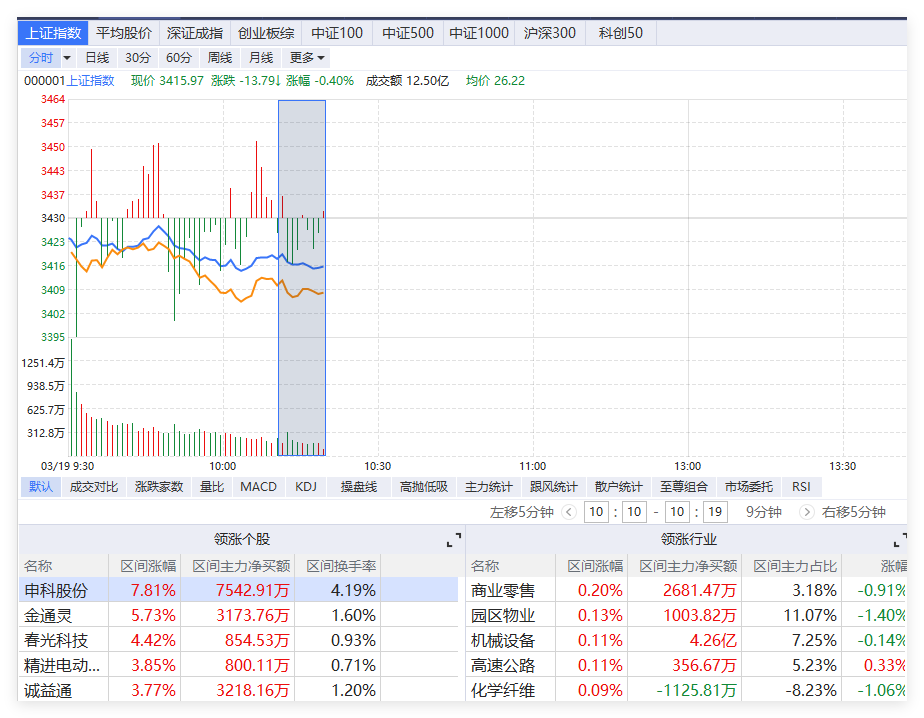 上证指数 平均股价 深证成指 创业板综 中证100 中证500 中证1000 沪深300 科创50
分时 日线 30分 60分 周线 月线 更多
000001上证指数 现价 3415.97 涨跌 -13.79↓ 涨幅 -0.40% 成交额 12.50亿 均价 26.22
3464
3457
3450
3443
3437
3430
3423
3416
3409
3402
3395
1251.4万
938.5万
625.7万
312.8万
03/19 9:30 10:00 10:30 11:00 13:00 13:30
默认 成交对比 涨跌家数 量比 MACD KDJ 操盘线 高抛低吸 主力统计 跟风统计 散户统计 至尊组合 市场委托 RSI
左移5分钟 10 : 10 - 10 : 19 9分钟 右移5分钟
领涨个股 领涨行业
名称 区间涨幅 区间主力净买额 区间换手率 名称 区间涨幅 区间主力净买额 区间主力占比 涨幅
申科股份 7.81% 7542.91万 4.19% 商业零售 0.20% 2681.47万 3.18% -0.91%
金通灵 5.73% 3173.76万 1.60% 园区物业 0.13% 1003.82万 11.07% -1.40%
春光科技 4.42% 854.53万 0.93% 机械设备 0.11% 4.26亿 7.25% -0.14%
精进电动... 3.85% 800.11万 0.71% 高速公路 0.11% 356.67万 5.23% 0.33%
诚益通 3.77% 3218.16万 1.20% 化学纤维 0.09% -1125.81万 -8.23% -1.06%